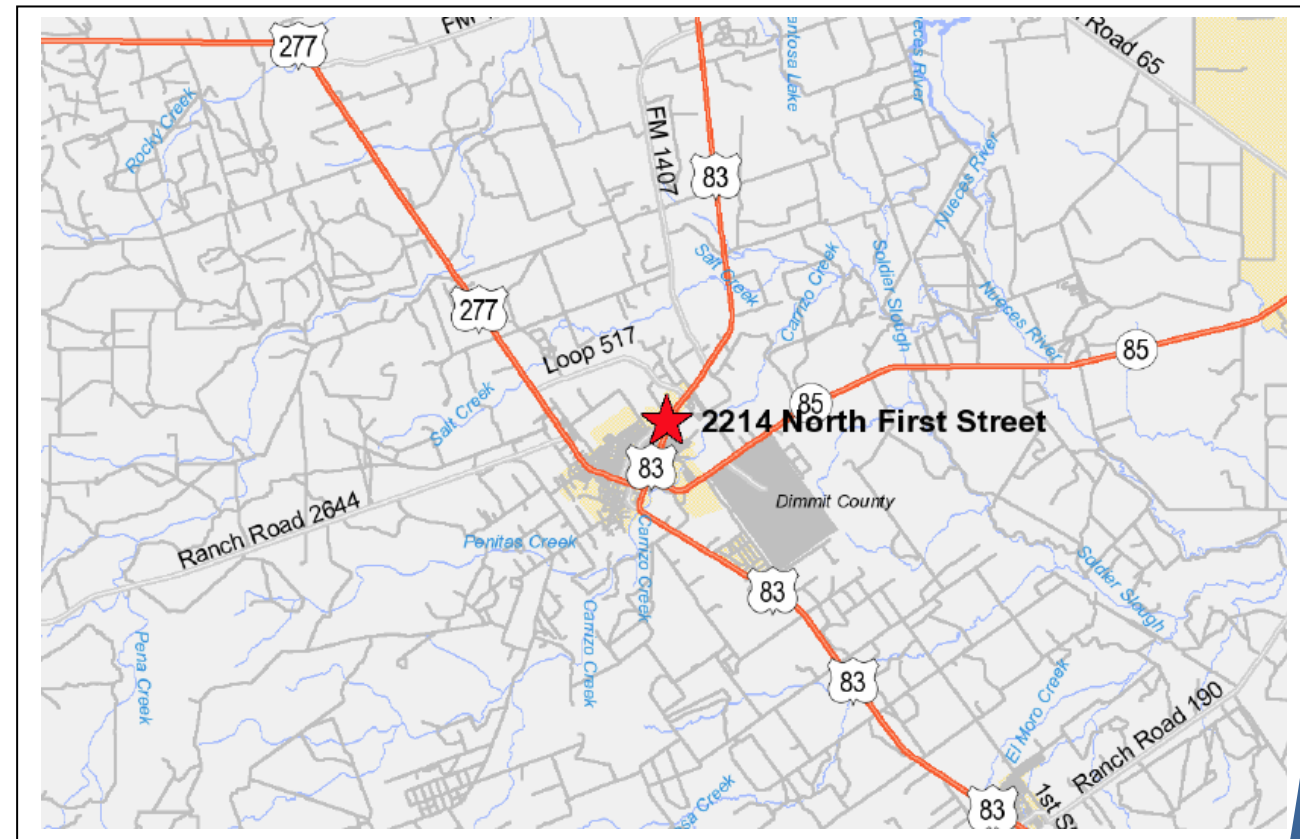 277
FM 1407
83
Road 65
Nueces River
Rocky Creek
Nueces River
Salt Creek
Carrizo Creek
Soldier Slough
Nueces River
277
Loop 517
85
85
Salt Creek
2214 North First Street
83
Dimmit County
Ranch Road 2644
Penitas Creek
Carrizo Creek
Soldier Slough
83
Pena Creek
Carrizo Creek
83
El Moro Creek
Ranch Road 190
83
1st
Creek